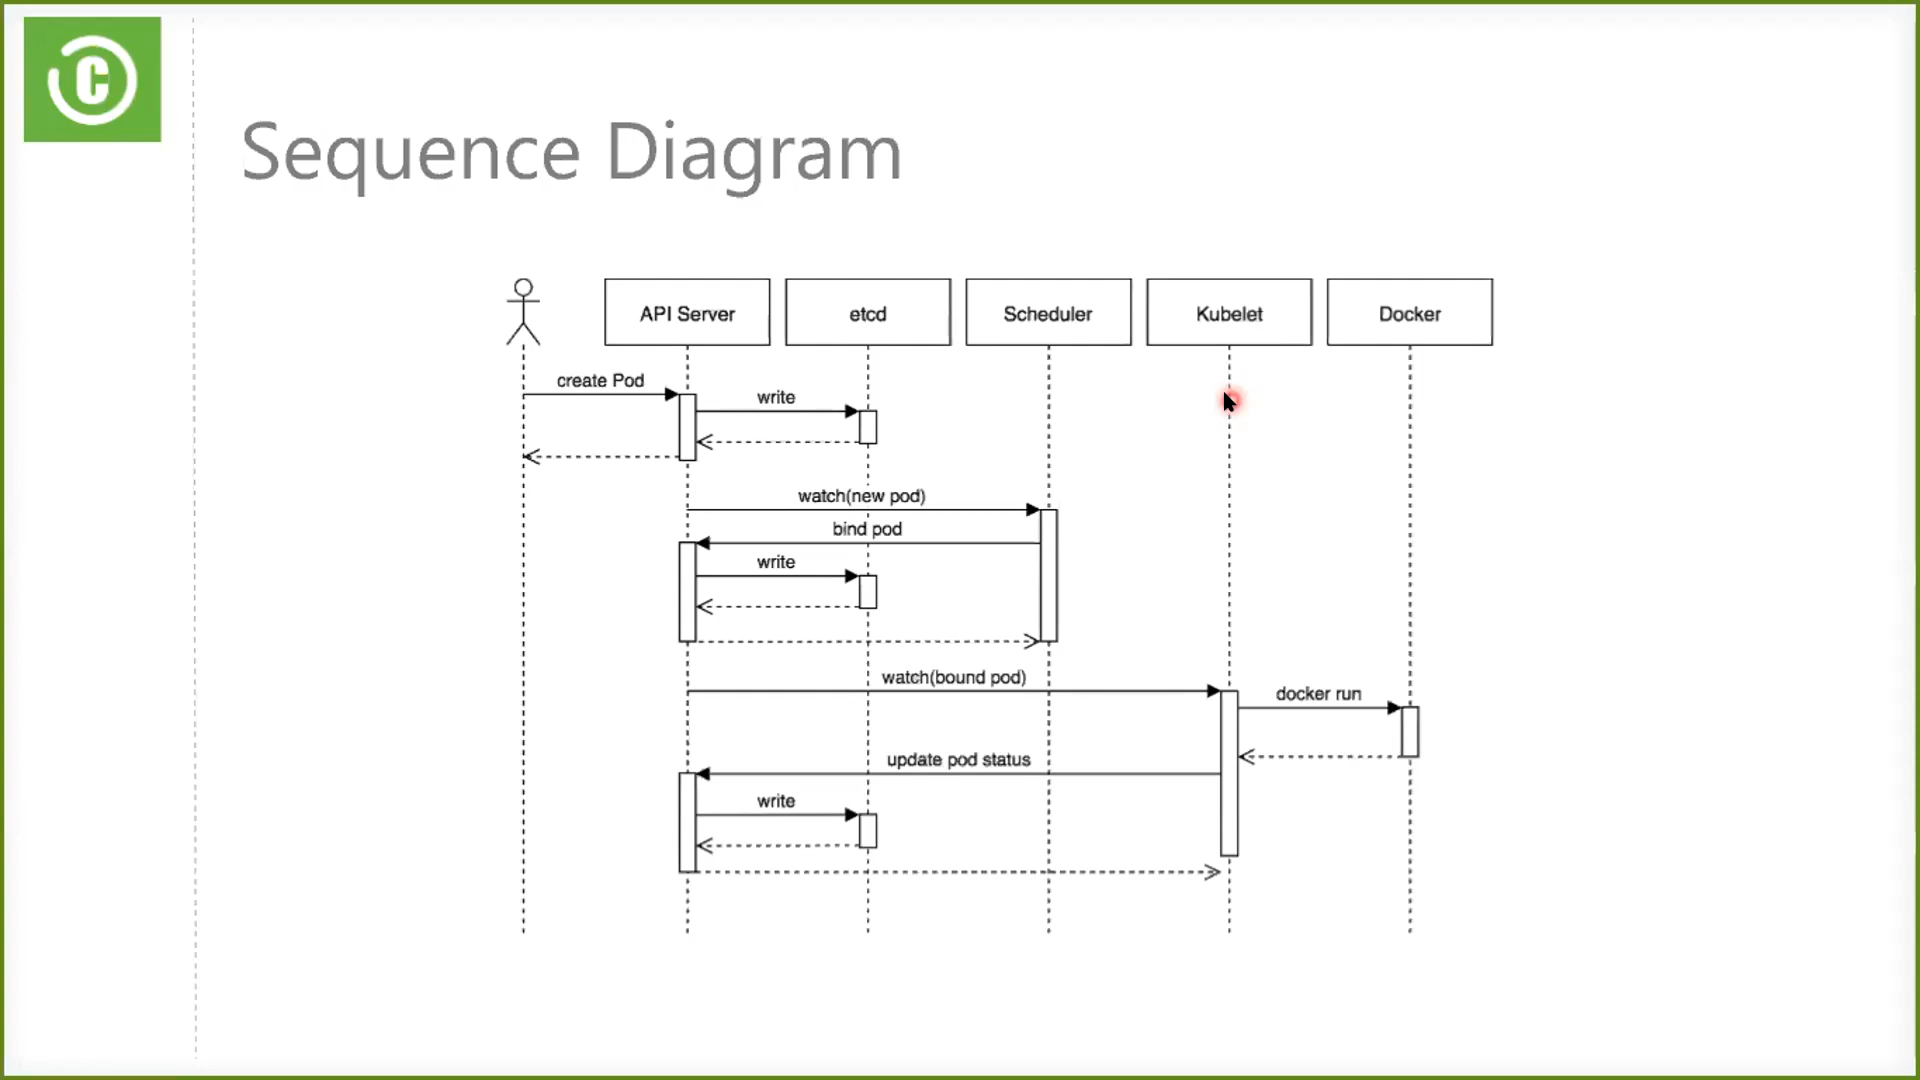 C
Sequence Diagram
API Server
etcd
Scheduler
Kubelet
Docker
create Pod
write
watch(new pod)
bind pod
write
watch(bound pod)
docker run
update pod status
write